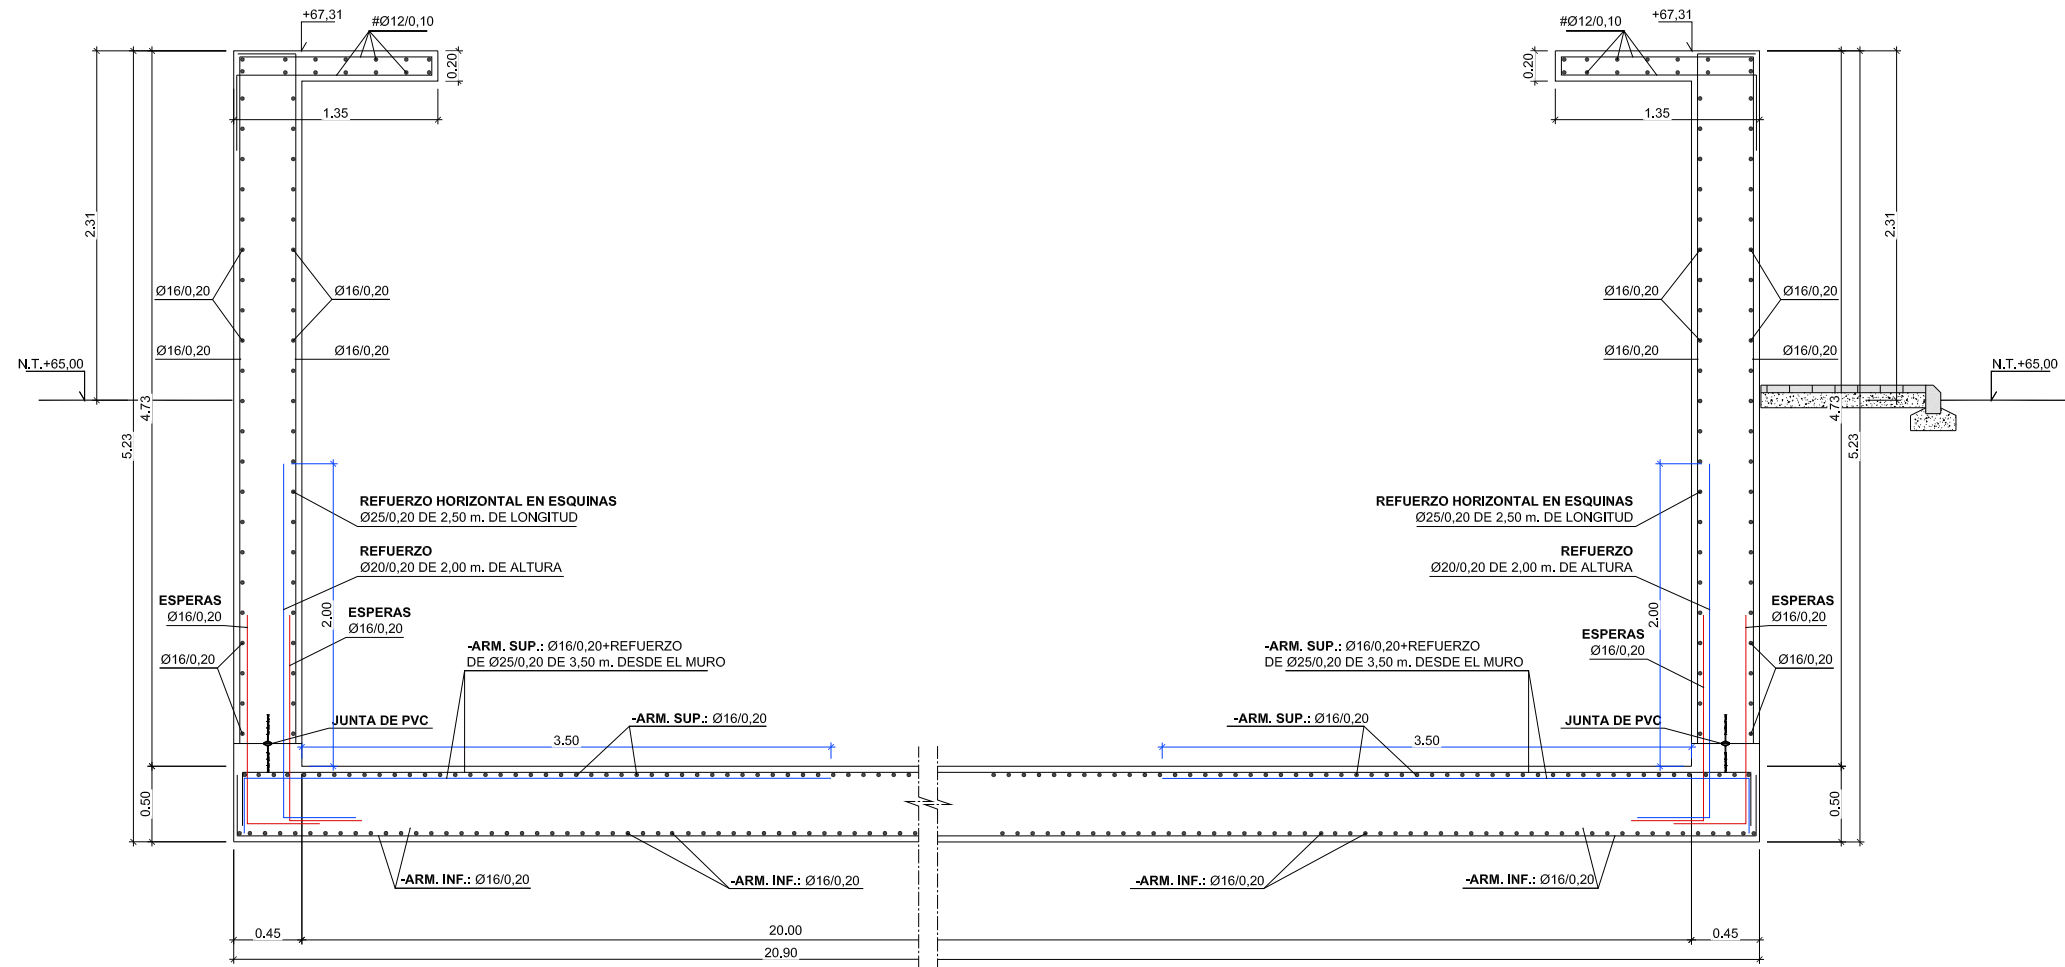 +67,31
#Ø12/0,10
0.20
1.35
2.31
4.73
5.23
0.50
Ø16/0,20
Ø16/0,20
Ø16/0,20
Ø16/0,20
N.T.+65,00
REFUERZO HORIZONTAL EN ESQUINAS
Ø25/0,20 DE 2,50 m. DE LONGITUD
REFUERZO
Ø20/0,20 DE 2,00 m. DE ALTURA
2.00
ESPERAS
Ø16/0,20
ESPERAS
Ø16/0,20
Ø16/0,20
-ARM. SUP.: Ø16/0,20+REFUERZO
DE Ø25/0,20 DE 3,50 m. DESDE EL MURO
JUNTA DE PVC
-ARM. SUP.: Ø16/0,20
3.50
-ARM. INF.: Ø16/0,20
-ARM. INF.: Ø16/0,20
0.45
20.00
20.90
#Ø12/0,10
+67,31
0.20
1.35
2.31
4.73
5.23
0.50
Ø16/0,20
Ø16/0,20
Ø16/0,20
Ø16/0,20
N.T.+65,00
REFUERZO HORIZONTAL EN ESQUINAS
Ø25/0,20 DE 2,50 m. DE LONGITUD
REFUERZO
Ø20/0,20 DE 2,00 m. DE ALTURA
2.00
ESPERAS
Ø16/0,20
ESPERAS
Ø16/0,20
Ø16/0,20
-ARM. SUP.: Ø16/0,20+REFUERZO
DE Ø25/0,20 DE 3,50 m. DESDE EL MURO
-ARM. SUP.: Ø16/0,20
JUNTA DE PVC
3.50
-ARM. INF.: Ø16/0,20
-ARM. INF.: Ø16/0,20
0.45